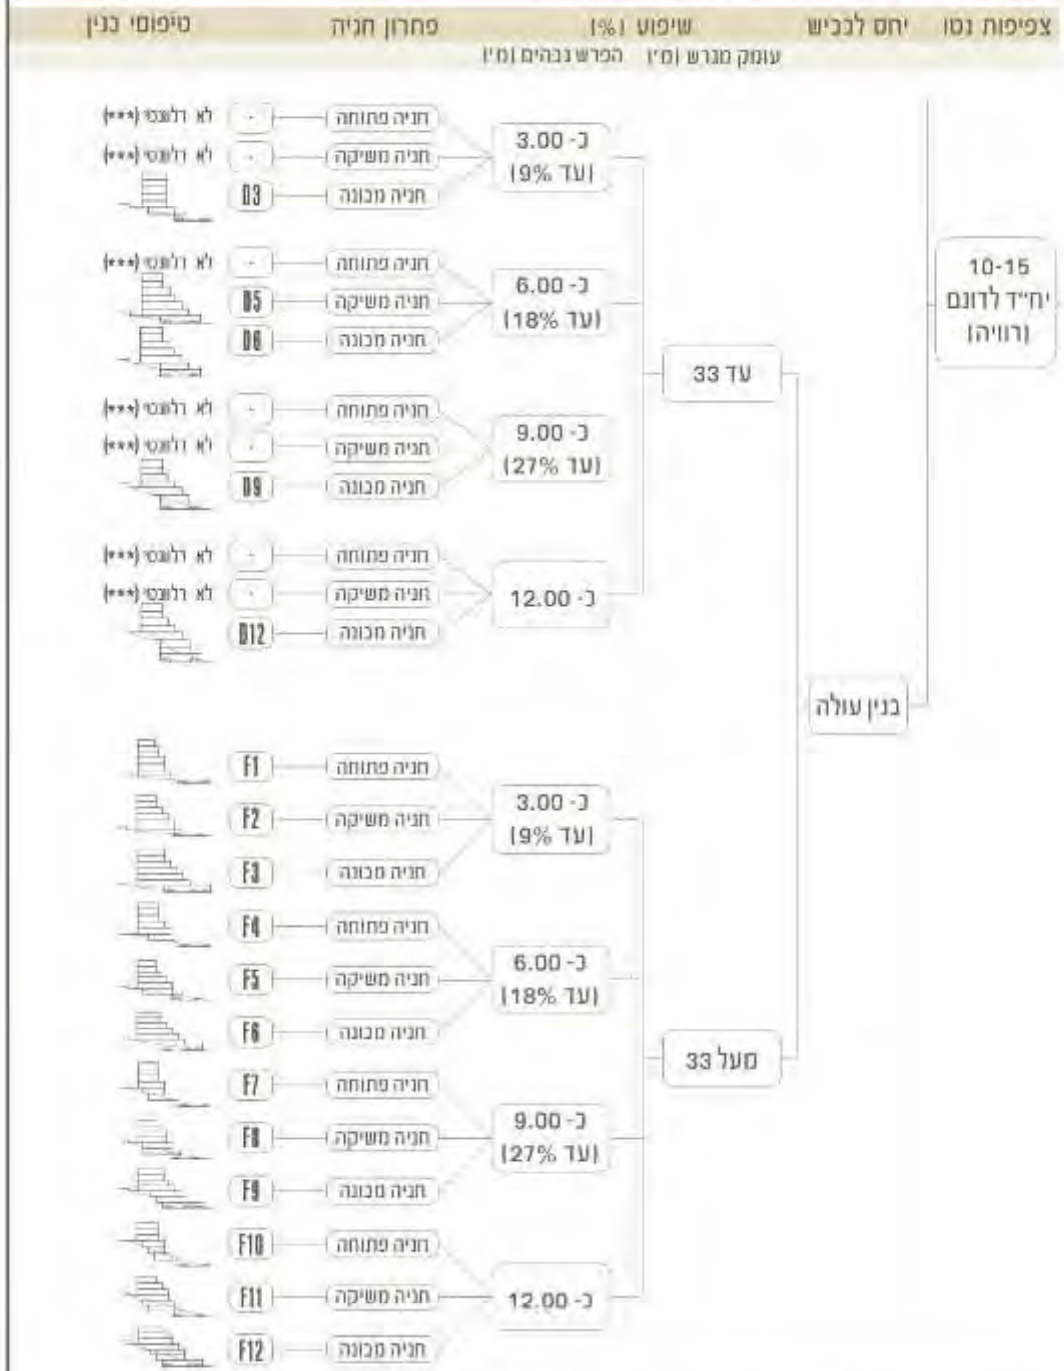 צפיפות נטו יחס לכביש שיפוע (%) פתרון חניה טיפוסי בנין
עומק מגרש (מ') הפרש גבהים (מ')
10-15
יח"ד לדונם
(רוויה)
בנין עולה
עד 33
כ- 3.00
(עד 9%)
חניה פתוחה - לא רלוונטי (***)
חניה משיקה - לא רלוונטי (***)
חניה מכונה D3
כ- 6.00
(עד 18%)
חניה פתוחה - לא רלוונטי (***)
חניה משיקה D5
חניה מכונה D6
כ- 9.00
(עד 27%)
חניה פתוחה - לא רלוונטי (***)
חניה משיקה - לא רלוונטי (***)
חניה מכונה D9
כ- 12.00
חניה פתוחה - לא רלוונטי (***)
חניה משיקה - לא רלוונטי (***)
חניה מכונה D12
מעל 33
כ- 3.00
(עד 9%)
חניה פתוחה F1
חניה משיקה F2
חניה מכונה F3
כ- 6.00
(עד 18%)
חניה פתוחה F4
חניה משיקה F5
חניה מכונה F6
כ- 9.00
(עד 27%)
חניה פתוחה F7
חניה משיקה F8
חניה מכונה F9
כ- 12.00
חניה פתוחה F10
חניה משיקה F11
חניה מכונה F12